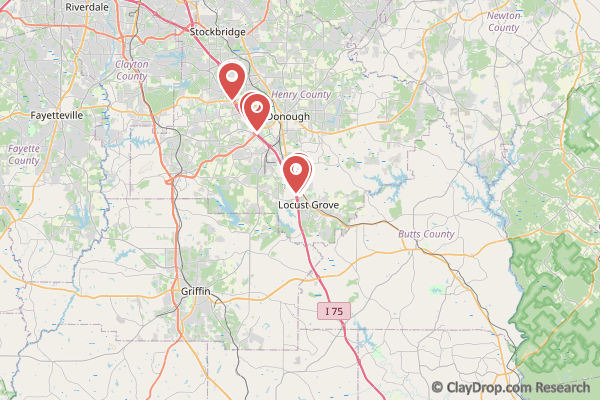 Riverdale
Stockbridge
Newton
County
Clayton
County
Henry County
Donough
Fayetteville
Fayette
County
Locust Grove
Butts County
Griffin
I 75
© ClayDrop.com Research